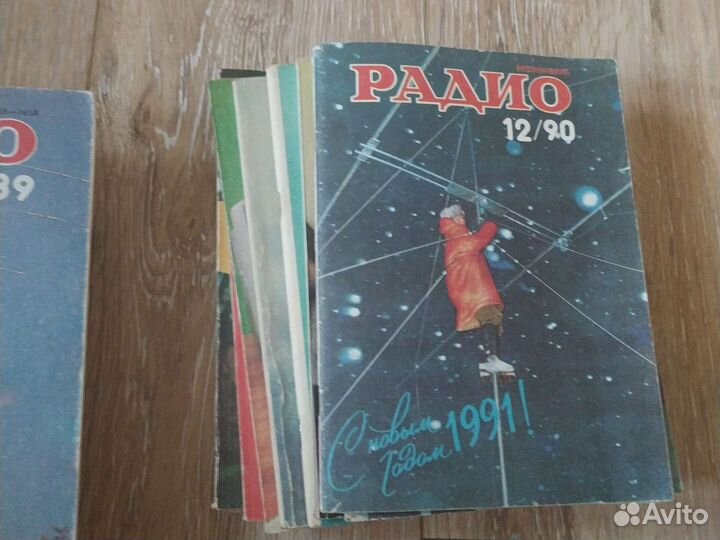 О
89
РАДИО
12/90
С новым
годом 1991!
Avito